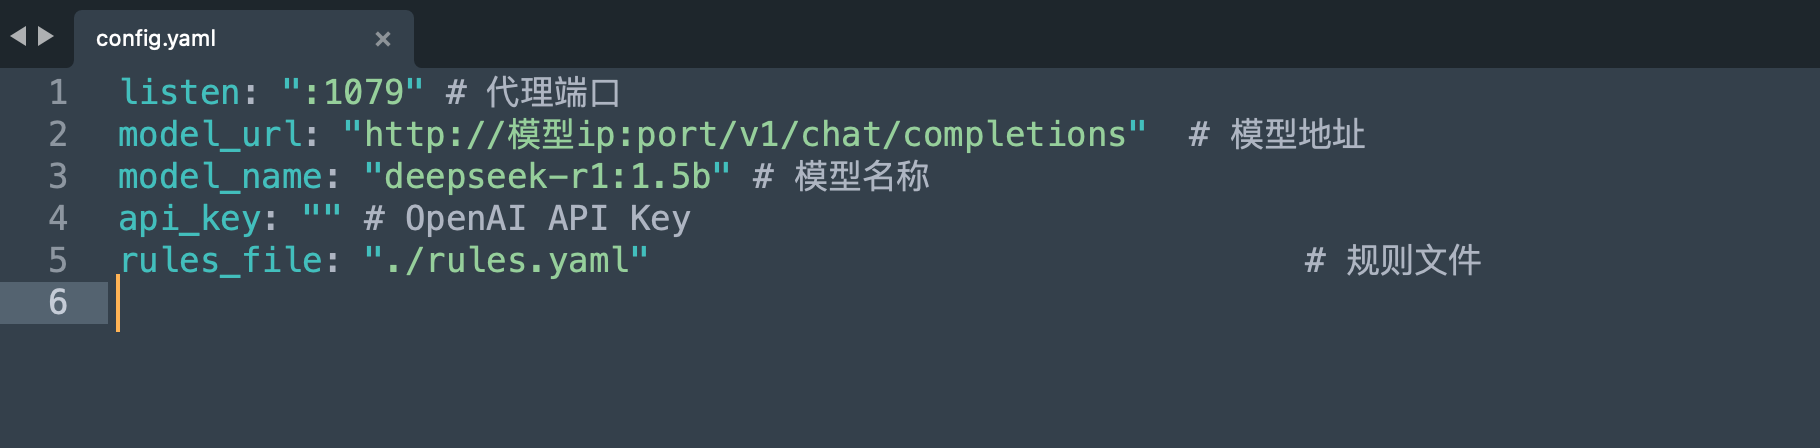 config.yaml
1 listen: ":1079" # 代理端口
2 model_url: "http://模型ip:port/v1/chat/completions"  # 模型地址
3 model_name: "deepseek-r1:1.5b" # 模型名称
4 api_key: "" # OpenAI API Key
5 rules_file: "./rules.yaml"                                # 规则文件
6